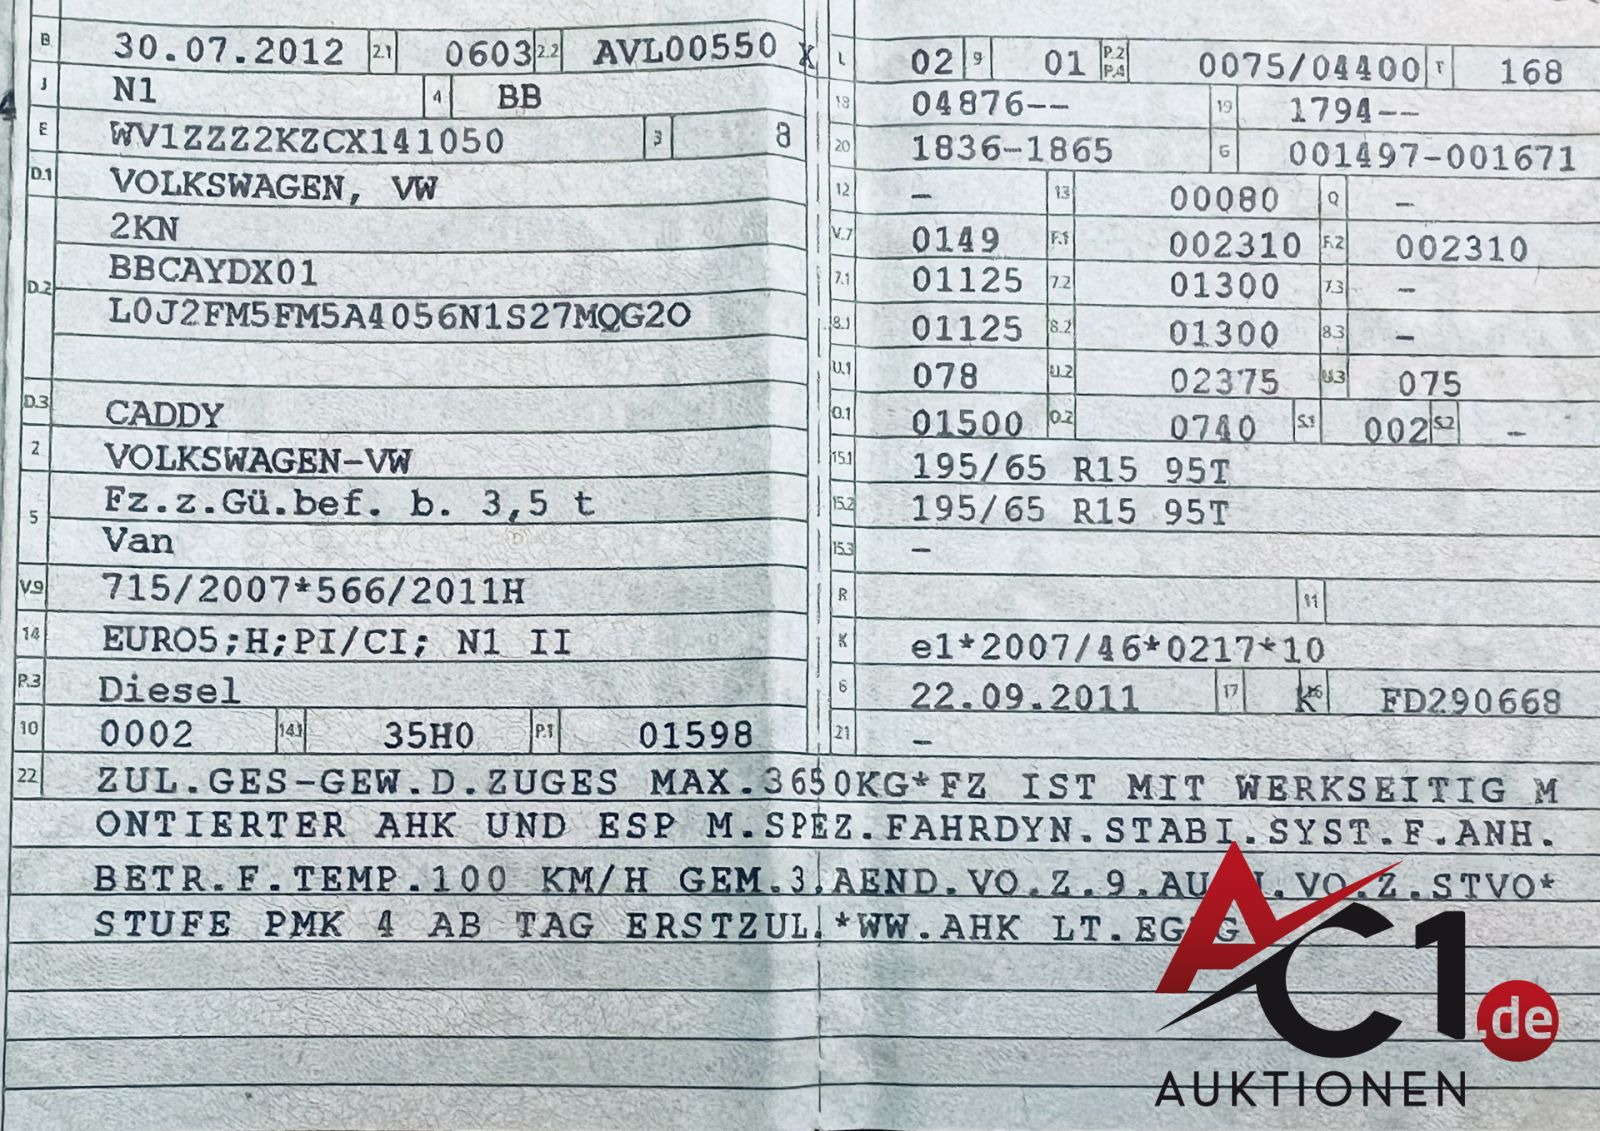 B 30.07.2012 2.1 0603 2.2 AVL00550 X
J N1 4 BB
E WV1ZZZ2KZCX141050 3 8
D.1 VOLKSWAGEN, VW
2KN
BBCAYDX01
D.2 L0J2FM5FM5A4056N1S27MQG2O
D.3 CADDY
2 VOLKSWAGEN-VW
5 Fz.z.Gü.bef. b. 3,5 t
Van
V.9 715/2007*566/2011H
14 EURO5;H;PI/CI; N1 II
P.3 Diesel
10 0002 14.1 35H0 P.1 01598
L 02 9 01 P.2 P.4 0075/04400 T 168
18 04876-- 19 1794--
20 1836-1865 G 001497-001671
12 - 13 00080 Q -
V.7 0149 F.1 002310 F.2 002310
7.1 01125 7.2 01300 7.3 -
8.1 01125 8.2 01300 8.3 -
U.1 078 U.2 02375 U.3 075
O.1 01500 O.2 0740 S.1 002 S.2 -
15.1 195/65 R15 95T
15.2 195/65 R15 95T
15.3 -
R 11
K e1*2007/46*0217*10
6 22.09.2011 17 K 16 FD290668
21 -
22 ZUL.GES-GEW.D.ZUGES MAX.3650KG*FZ IST MIT WERKSEITIG M
ONTIERTER AHK UND ESP M.SPEZ.FAHRDYN.STABI.SYST.F.ANH.
BETR.F.TEMP.100 KM/H GEM.3.AEND.VO.Z.9.AU .VO.Z.STVO*
STUFE PMK 4 AB TAG ERSTZUL.*WW.AHK LT.EG G
AC1.de
AUKTIONEN